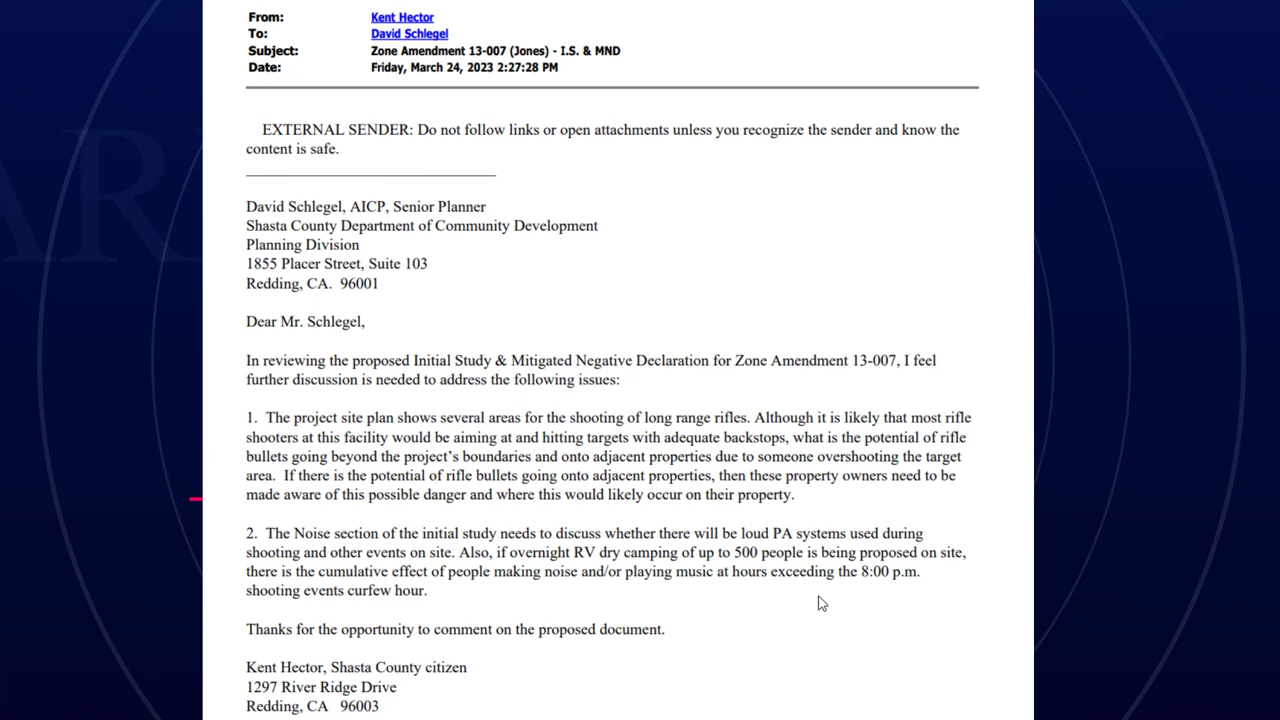 From: Kent Hector
To: David Schlegel
Subject: Zone Amendment 13-007 (Jones) - I.S. & MND
Date: Friday, March 24, 2023 2:27:28 PM
EXTERNAL SENDER: Do not follow links or open attachments unless you recognize the sender and know the
content is safe.
David Schlegel, AICP, Senior Planner
Shasta County Department of Community Development
Planning Division
1855 Placer Street, Suite 103
Redding, CA. 96001
Dear Mr. Schlegel,
In reviewing the proposed Initial Study & Mitigated Negative Declaration for Zone Amendment 13-007, I feel
further discussion is needed to address the following issues:
1. The project site plan shows several areas for the shooting of long range rifles. Although it is likely that most rifle
shooters at this facility would be aiming at and hitting targets with adequate backstops, what is the potential of rifle
bullets going beyond the project's boundaries and onto adjacent properties due to someone overshooting the target
area. If there is the potential of rifle bullets going onto adjacent properties, then these property owners need to be
made aware of this possible danger and where this would likely occur on their property.
2. The Noise section of the initial study needs to discuss whether there will be loud PA systems used during
shooting and other events on site. Also, if overnight RV dry camping of up to 500 people is being proposed on site,
there is the cumulative effect of people making noise and/or playing music at hours exceeding the 8:00 p.m.
shooting events curfew hour.
Thanks for the opportunity to comment on the proposed document.
Kent Hector, Shasta County citizen
1297 River Ridge Drive
Redding, CA 96003